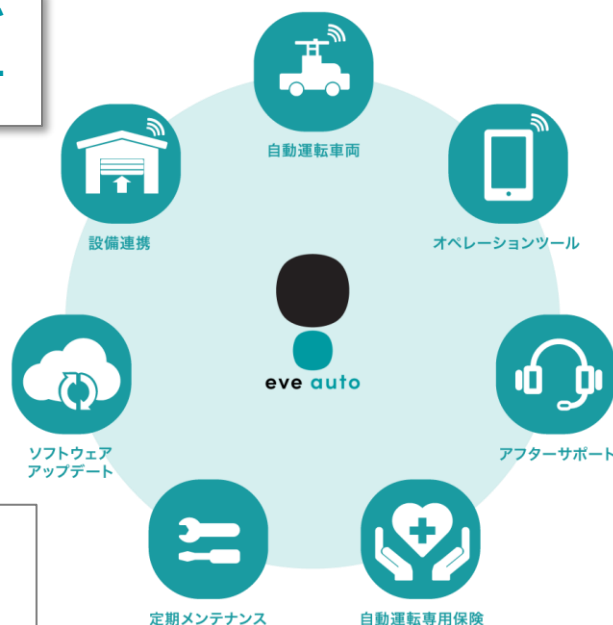 自動運転車両
設備連携
オペレーションツール
eve auto
ソフトウェア
アップデート
アフターサポート
定期メンテナンス
自動運転専用保険